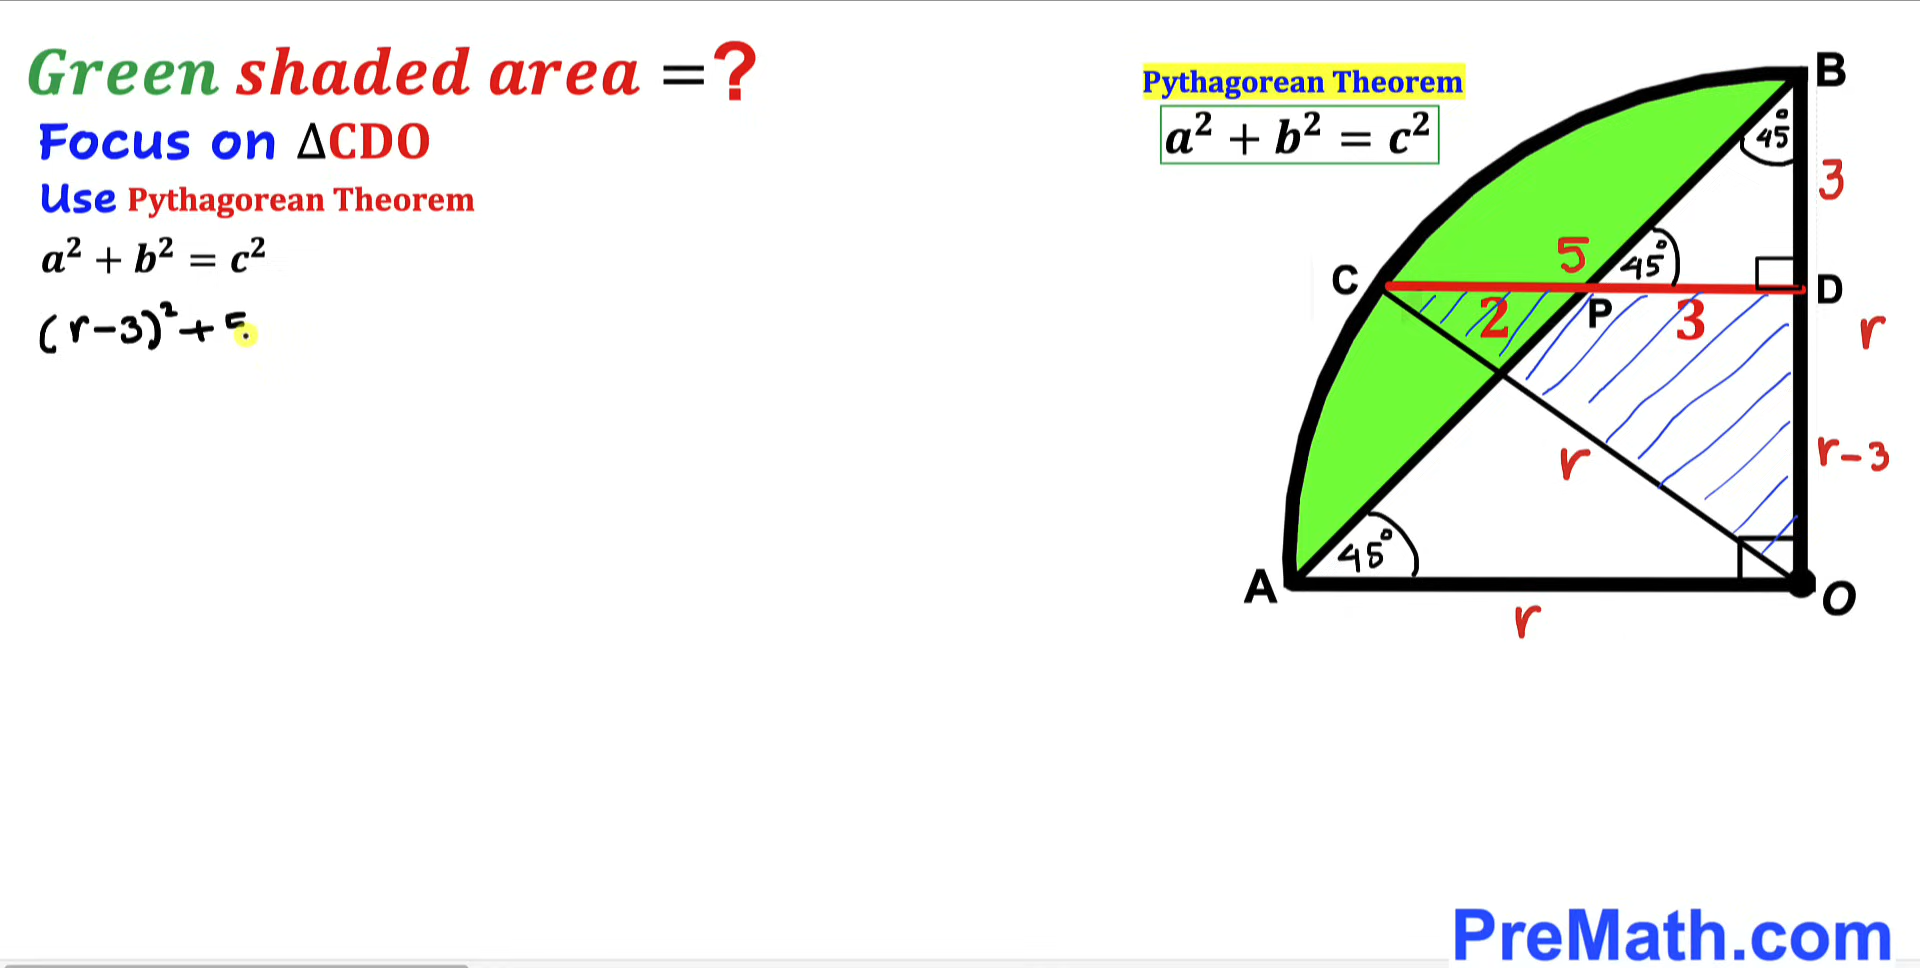 Green shaded area = ?
Focus on ΔCDO
Use Pythagorean Theorem
a² + b² = c²
(r-3)² + 5
Pythagorean Theorem
a² + b² = c²
B
45°
3
5
45°
C
D
2
P
3
r
r
r-3
45°
A
O
r
PreMath.com